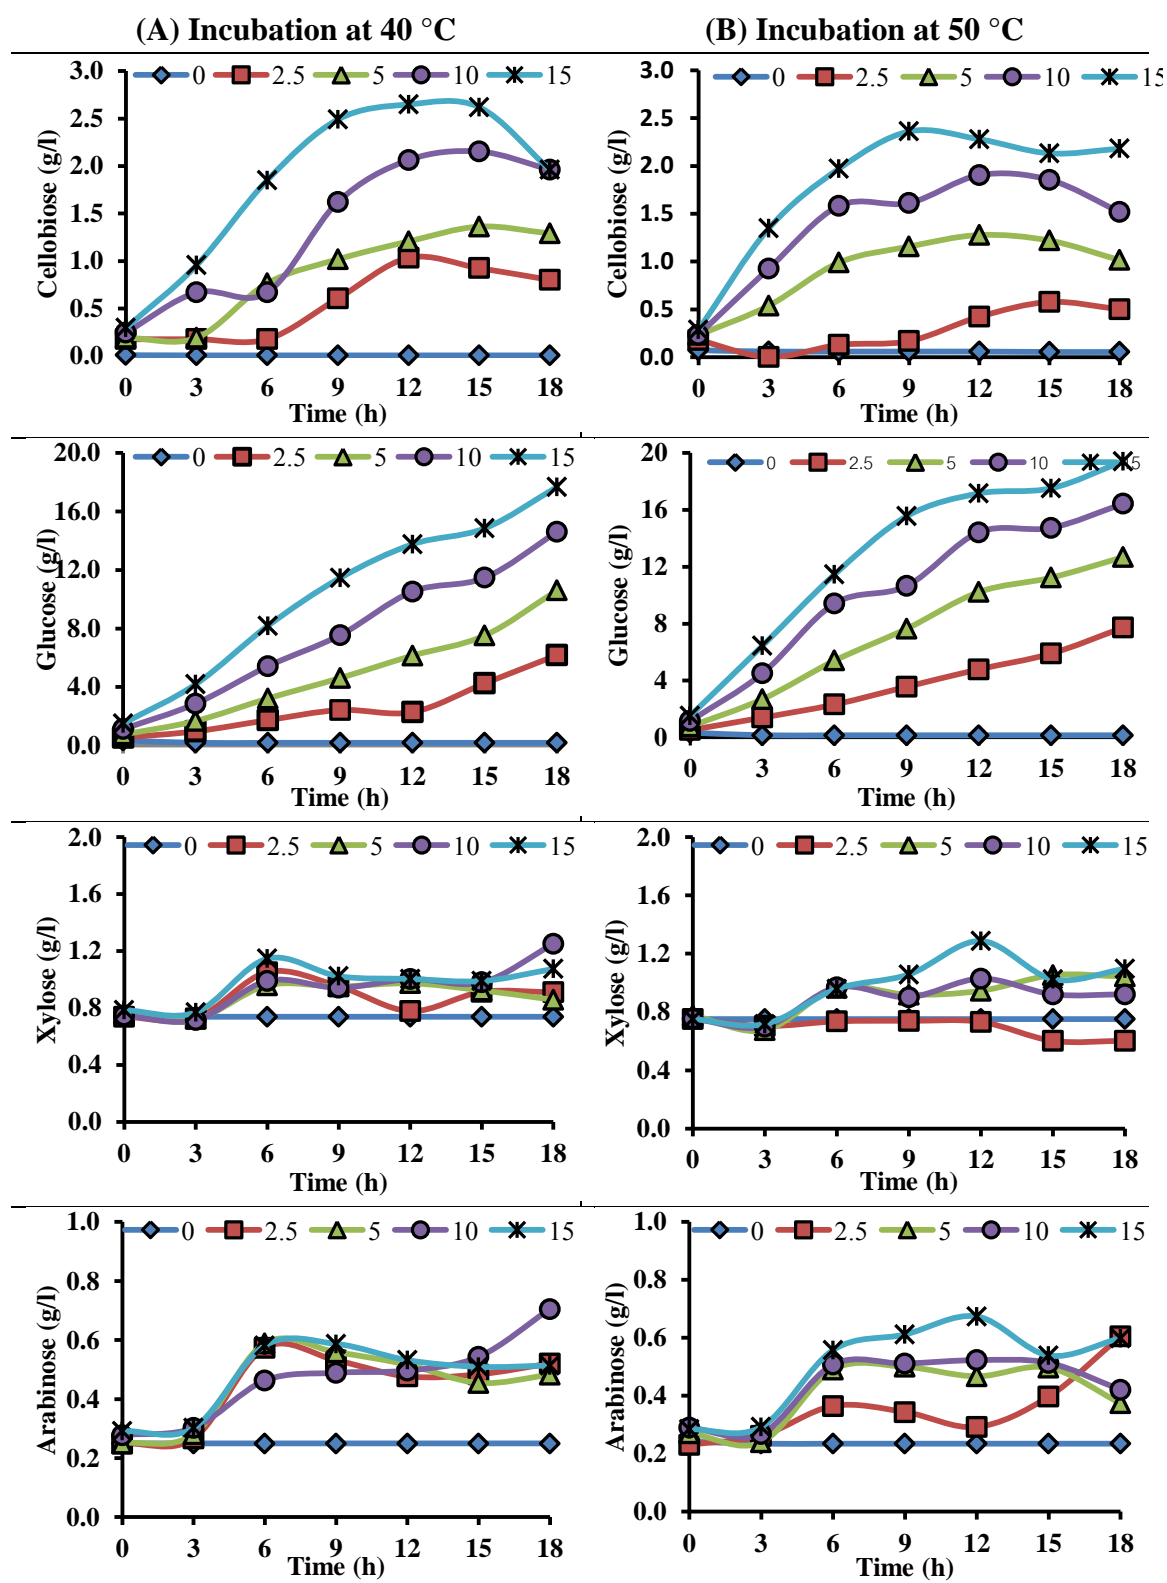 (A) Incubation at 40 °C
(B) Incubation at 50 °C
0 2.5 5 10 15
3.0
2.5
2.0
1.5
1.0
0.5
0.0
Cellobiose (g/l)
0 3 6 9 12 15 18
Time (h)
0 2.5 5 10 15
3.0
2.5
2.0
1.5
1.0
0.5
0.0
Cellobiose (g/l)
0 3 6 9 12 15 18
Time (h)
0 2.5 5 10 15
20.0
16.0
12.0
8.0
4.0
0.0
Glucose (g/l)
0 3 6 9 12 15 18
Time (h)
0 2.5 5 10 15
20
16
12
8
4
0
Glucose (g/l)
0 3 6 9 12 15 18
Time (h)
0 2.5 5 10 15
2.0
1.6
1.2
0.8
0.4
0.0
Xylose (g/l)
0 3 6 9 12 15 18
Time (h)
0 2.5 5 10 15
2.0
1.6
1.2
0.8
0.4
0.0
Xylose (g/l)
0 3 6 9 12 15 18
Time (h)
0 2.5 5 10 15
1.0
0.8
0.6
0.4
0.2
0.0
Arabinose (g/l)
0 3 6 9 12 15 18
Time (h)
0 2.5 5 10 15
1.0
0.8
0.6
0.4
0.2
0.0
Arabinose (g/l)
0 3 6 9 12 15 18
Time (h)